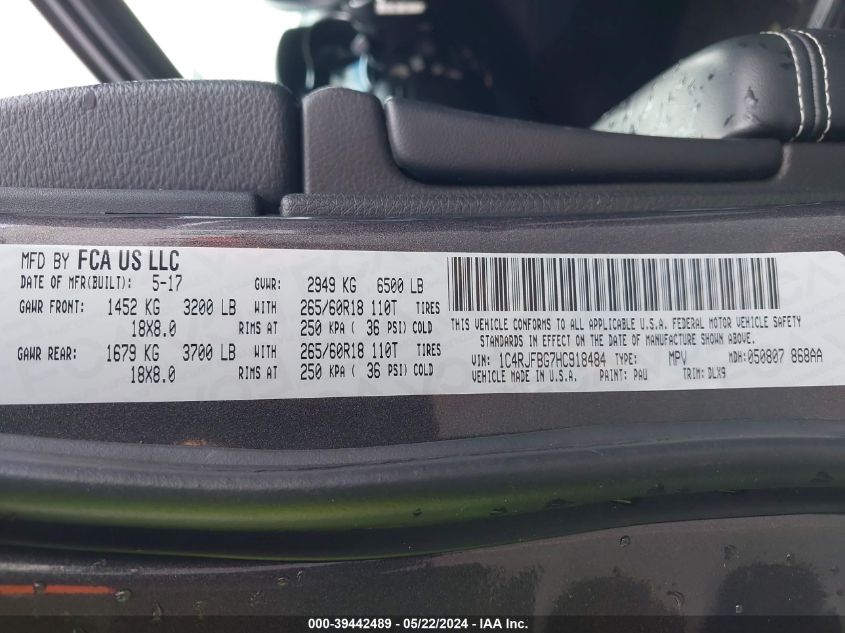 MFD BY FCA US LLC
DATE OF MFR(BUILT): 5-17 GVWR: 2949 KG 6500 LB
GAWR FRONT: 1452 KG 3200 LB WITH 265/60R18 110T TIRES
18X8.0 RIMS AT 250 KPA ( 36 PSI) COLD
GAWR REAR: 1679 KG 3700 LB WITH 265/60R18 110T TIRES
18X8.0 RIMS AT 250 KPA ( 36 PSI) COLD
THIS VEHICLE CONFORMS TO ALL APPLICABLE U.S.A. FEDERAL MOTOR VEHICLE SAFETY
STANDARDS IN EFFECT ON THE DATE OF MANUFACTURE SHOWN ABOVE.
VIN: 1C4RJFBG7HC918484 TYPE: MPV MDH: 050807 868AA
VEHICLE MADE IN U.S.A. PAINT: PAU TRIM: DLX9
000-39442489 - 05/22/2024 - IAA Inc.